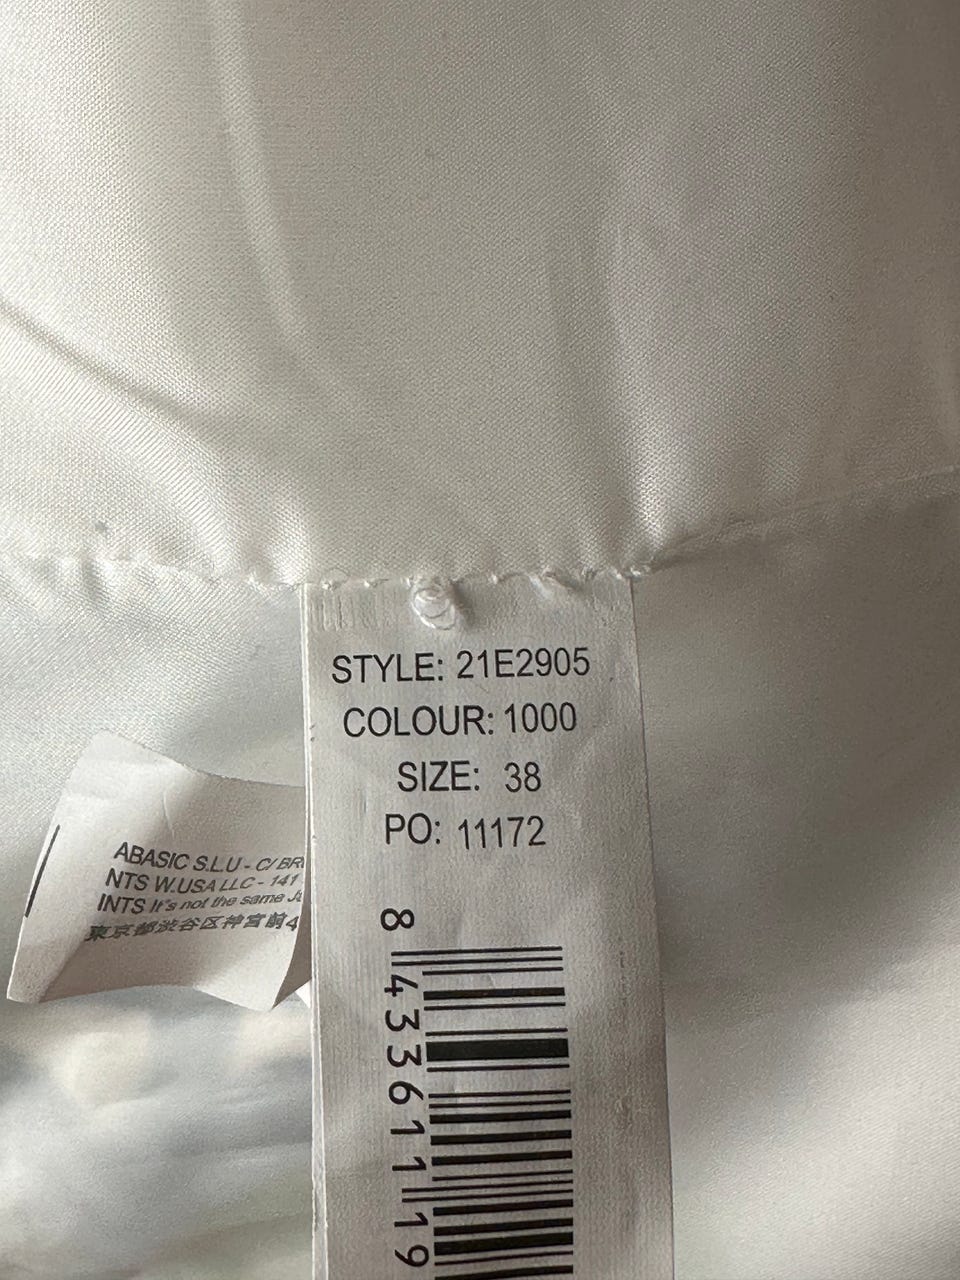 STYLE: 21E2905
COLOUR: 1000
SIZE: 38
PO: 11172
8 433611 19
ABASIC S.L.U - C/ BR
NTS W.USA LLC - 141
INTS It's not the same
東京都渋谷区神宮前4